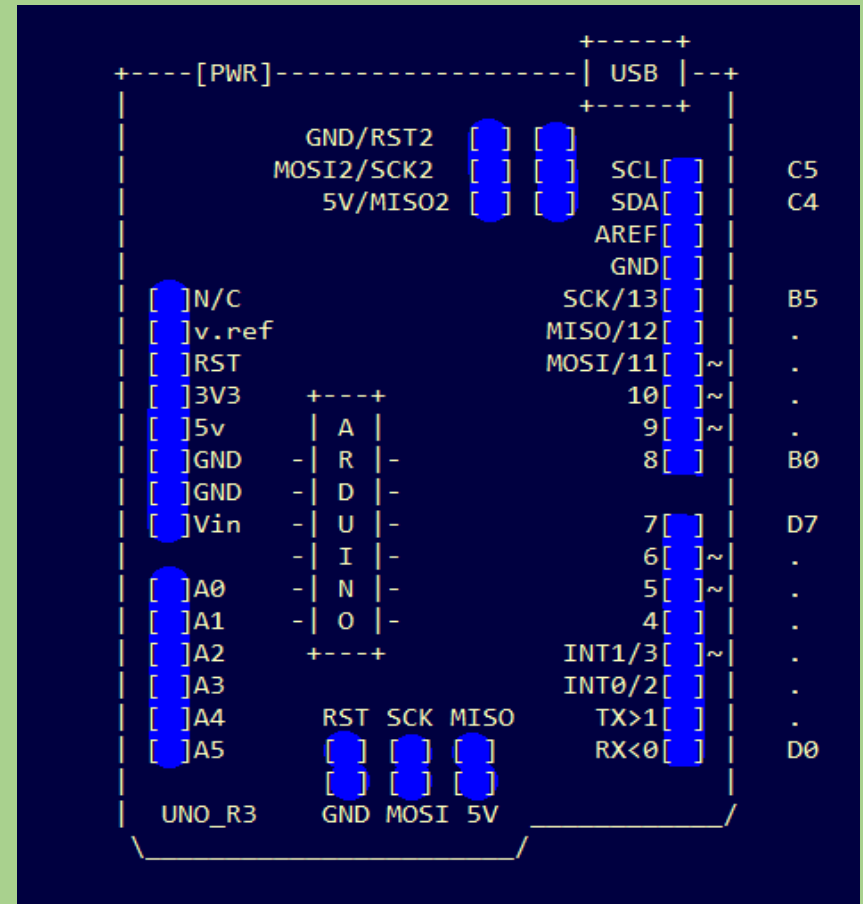 +-----+
+----[PWR]-------------------| USB |--+
| +-----+ |
| GND/RST2 [ ] [ ] |
| MOSI2/SCK2 [ ] [ ] SCL[ ] | C5
| 5V/MISO2 [ ] [ ] SDA[ ] | C4
| AREF[ ] |
| GND[ ] |
| [ ]N/C SCK/13[ ] | B5
| [ ]v.ref MISO/12[ ] | .
| [ ]RST MOSI/11[ ]~| .
| [ ]3V3 +---+ 10[ ]~| .
| [ ]5v | A | 9[ ]~| .
| [ ]GND -| R |- 8[ ] | B0
| [ ]GND -| D |- |
| [ ]Vin -| U |- 7[ ] | D7
| -| I |- 6[ ]~| .
| [ ]A0 -| N |- 5[ ]~| .
| [ ]A1 -| O |- 4[ ] | .
| [ ]A2 +---+ INT1/3[ ]~| .
| [ ]A3 INT0/2[ ] | .
| [ ]A4 RST SCK MISO TX>1[ ] | .
| [ ]A5 [ ] [ ] [ ] RX<0[ ] | D0
| [ ] [ ] [ ] |
| UNO_R3 GND MOSI 5V ____________/
\_______________________/